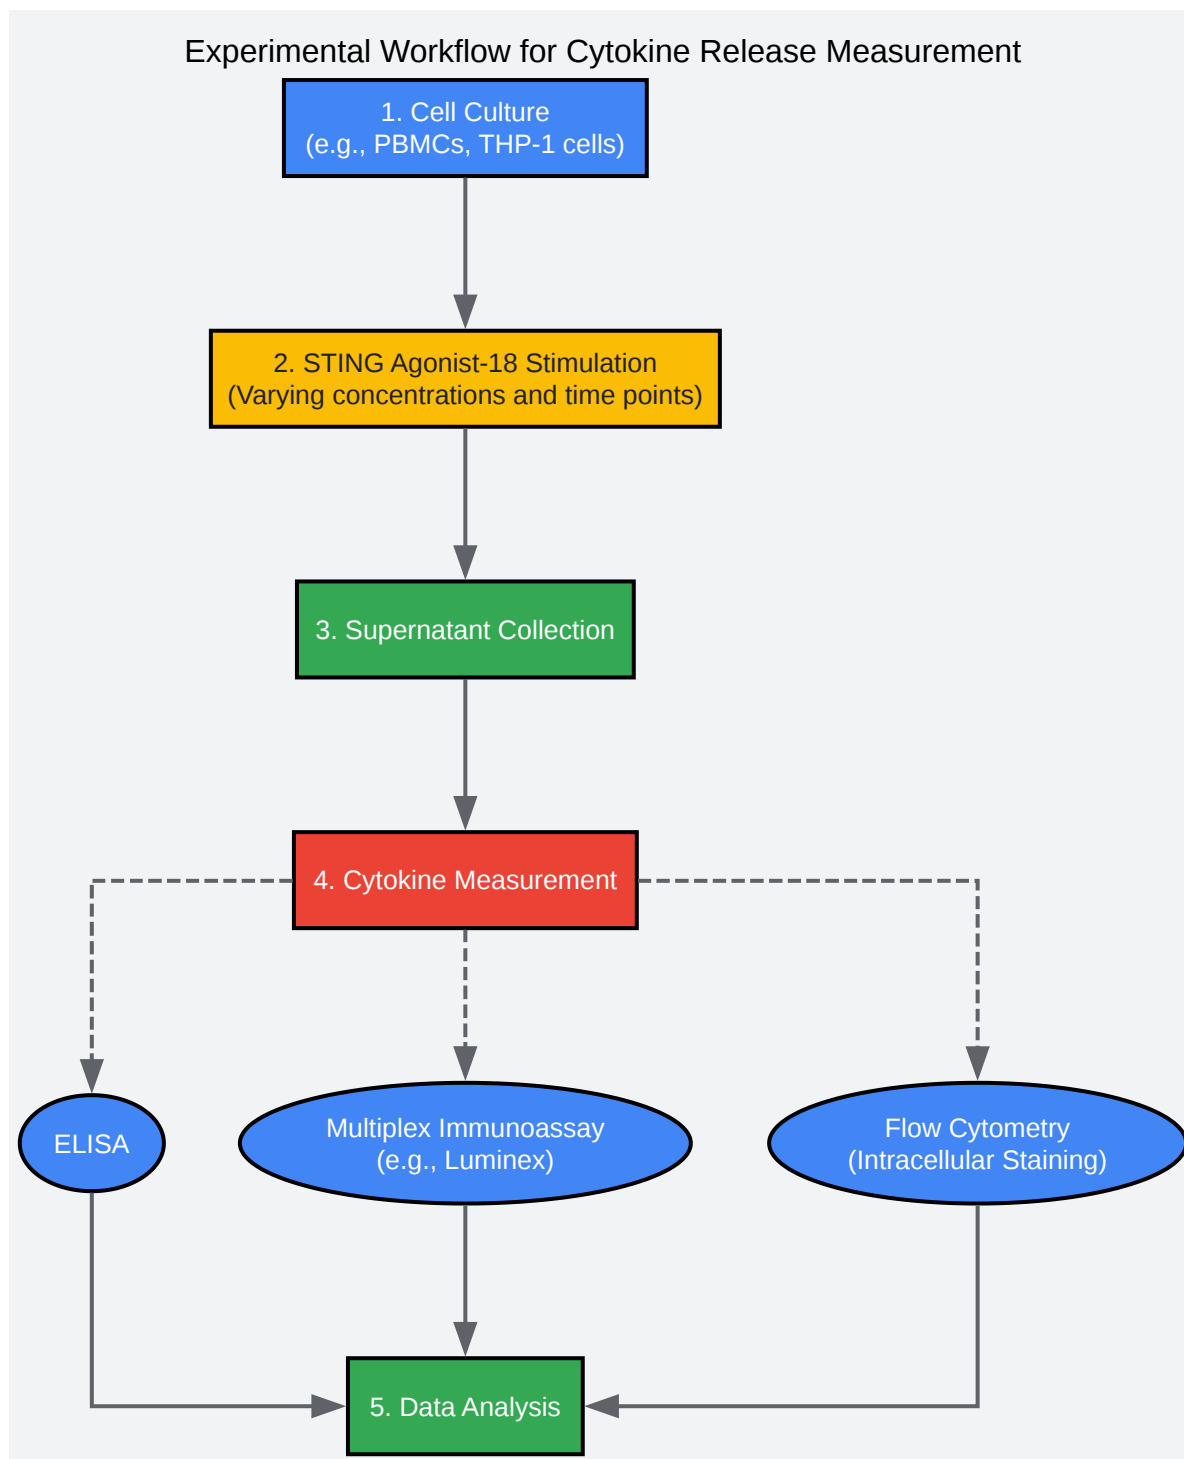 Experimental Workflow for Cytokine Release Measurement
1. Cell Culture
(e.g., PBMCs, THP-1 cells)
2. STING Agonist-18 Stimulation
(Varying concentrations and time points)
3. Supernatant Collection
4. Cytokine Measurement
ELISA
Multiplex Immunoassay
(e.g., Luminex)
Flow Cytometry
(Intracellular Staining)
5. Data Analysis